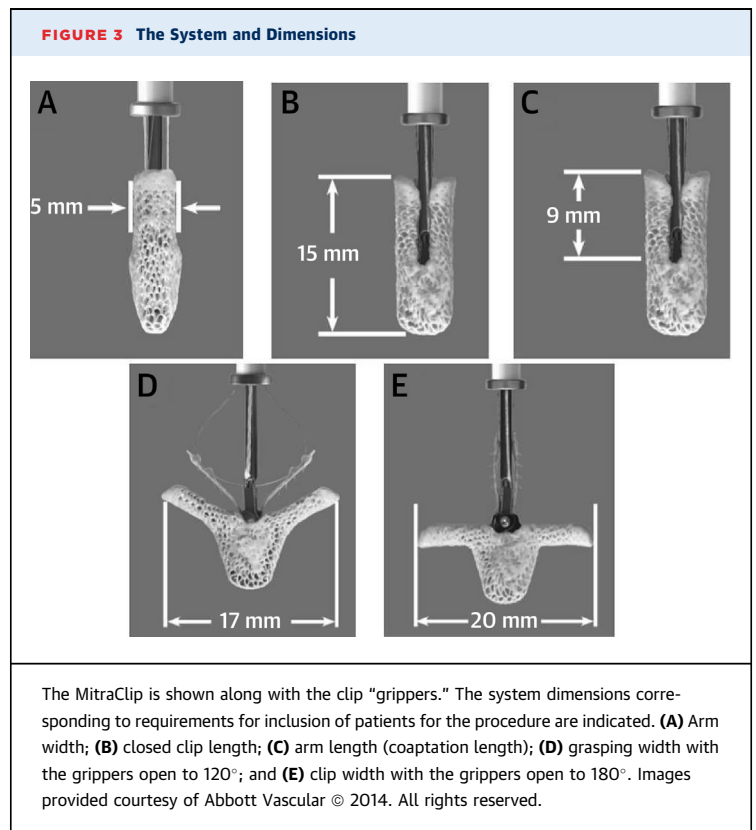 FIGURE 3 The System and Dimensions
A
5 mm
B
15 mm
C
9 mm
D
17 mm
E
20 mm
The MitraClip is shown along with the clip “grippers.” The system dimensions corre-
sponding to requirements for inclusion of patients for the procedure are indicated. (A) Arm
width; (B) closed clip length; (C) arm length (coaptation length); (D) grasping width with
the grippers open to 120°; and (E) clip width with the grippers open to 180°. Images
provided courtesy of Abbott Vascular © 2014. All rights reserved.